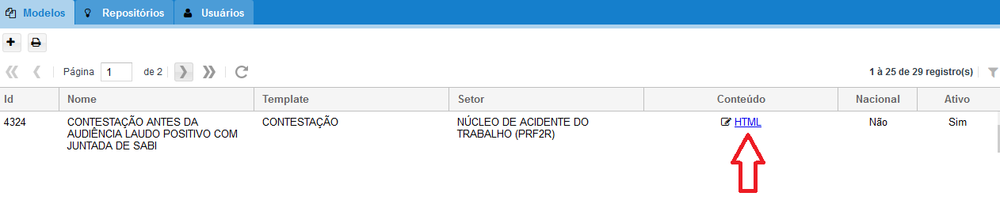 Modelos Repositórios Usuários
Página 1 de 2 1 à 25 de 29 registro(s)
Id Nome Template Setor Conteúdo Nacional Ativo
4324 CONTESTAÇÃO ANTES DA CONTESTAÇÃO NÚCLEO DE ACIDENTE DO HTML Não Sim
AUDIÊNCIA LAUDO POSITIVO COM TRABALHO (PRF2R)
JUNTADA DE SABI